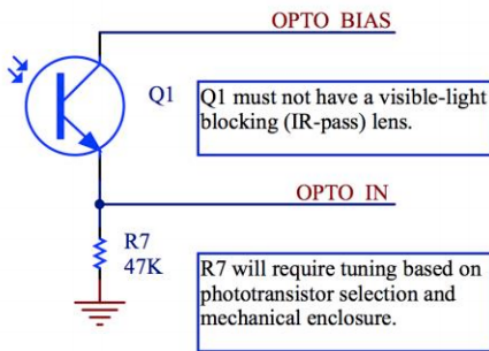 OPTO BIAS
Q1
Q1 must not have a visible-light
blocking (IR-pass) lens.
OPTO IN
R7
47K
R7 will require tuning based on
phototransistor selection and
mechanical enclosure.